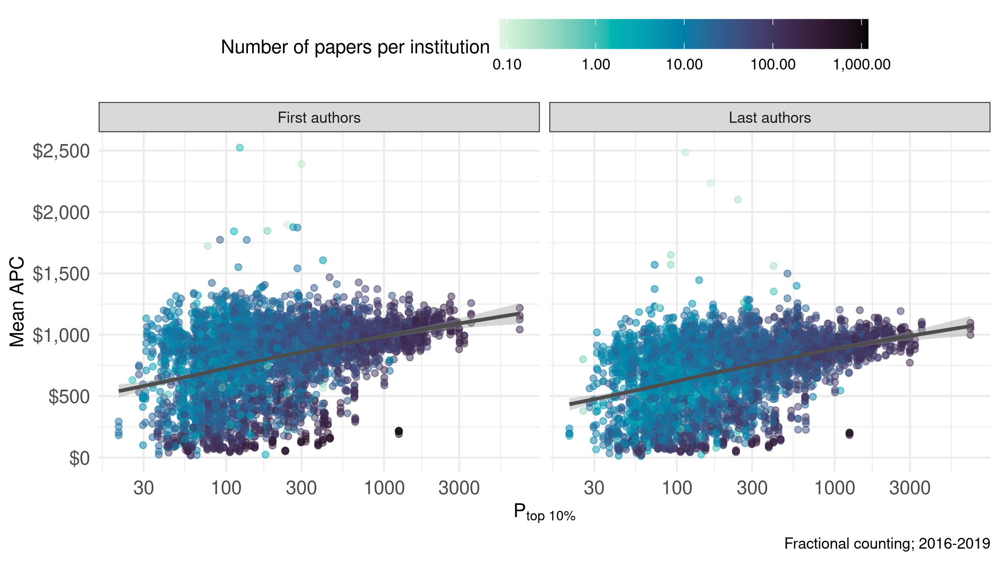 Number of papers per institution
0.10 1.00 10.00 100.00 1,000.00
First authors
Last authors
Mean APC
$2,500
$2,000
$1,500
$1,000
$500
$0
30 100 300 1000 3000
30 100 300 1000 3000
Ptop 10%
Fractional counting; 2016-2019